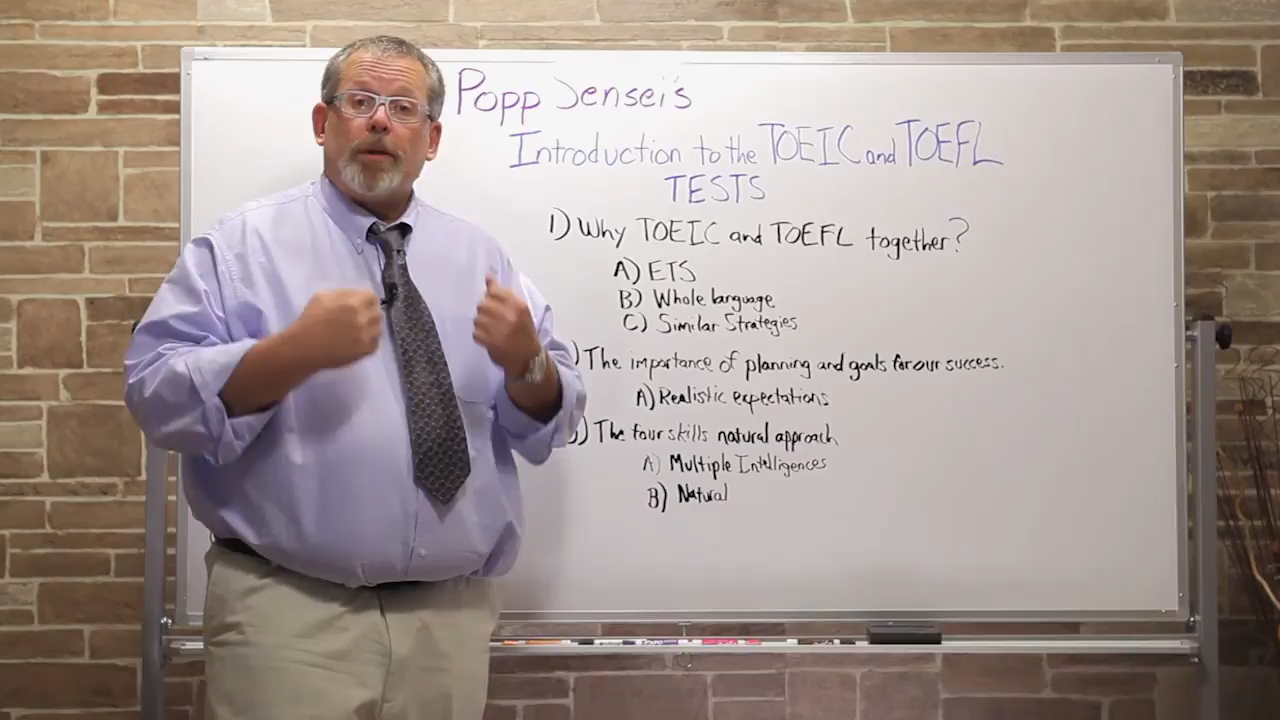 Popp Sensei's
Introduction to the TOEIC and TOEFL
TESTS
1) Why TOEIC and TOEFL together?
A) ETS
B) Whole language
C) Similar Strategies
) The importance of planning and goals for our success.
A) Realistic expectations
) The four skills natural approach
A) Multiple Intelligences
B) Natural